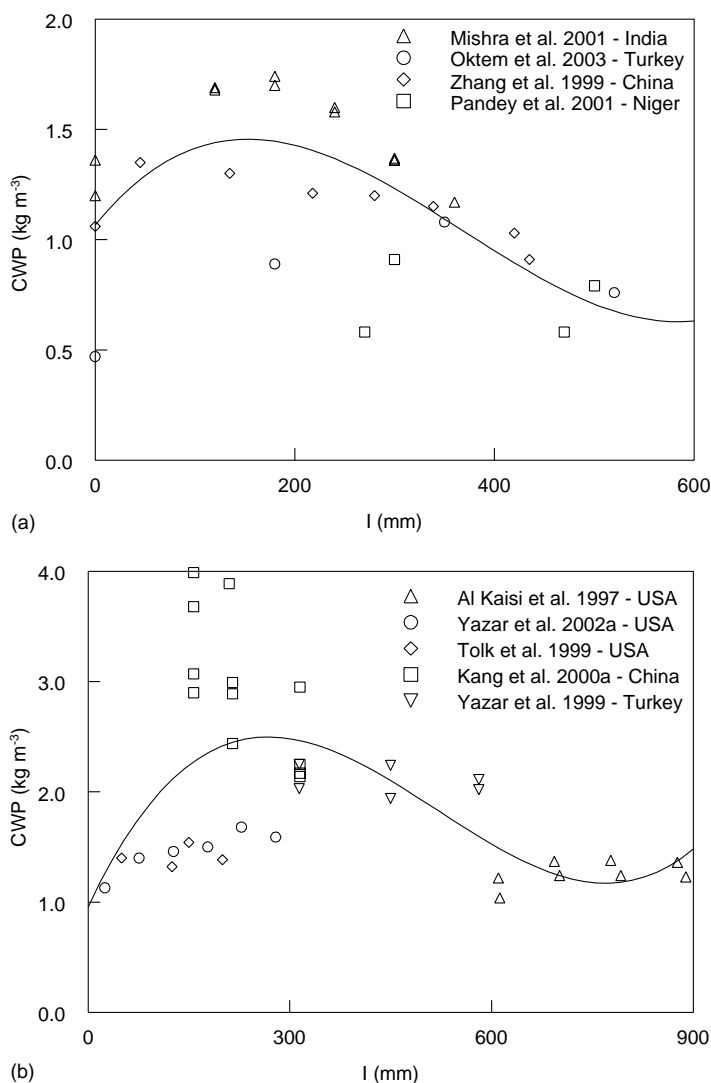 2.0
Mishra et al. 2001 - India
Oktem et al. 2003 - Turkey
Zhang et al. 1999 - China
Pandey et al. 2001 - Niger
1.5
1.0
0.5
0.0
CWP (kg m-3)
0
200
400
600
(a)
I (mm)
4.0
Al Kaisi et al. 1997 - USA
Yazar et al. 2002a - USA
Tolk et al. 1999 - USA
Kang et al. 2000a - China
Yazar et al. 1999 - Turkey
3.0
2.0
1.0
0.0
CWP (kg m-3)
0
300
600
900
(b)
I (mm)